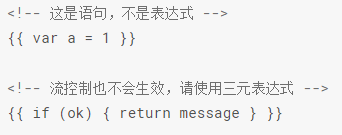 <!-- 这是语句，不是表达式 -->
{{ var a = 1 }}
<!-- 流控制也不会生效，请使用三元表达式 -->
{{ if (ok) { return message } }}